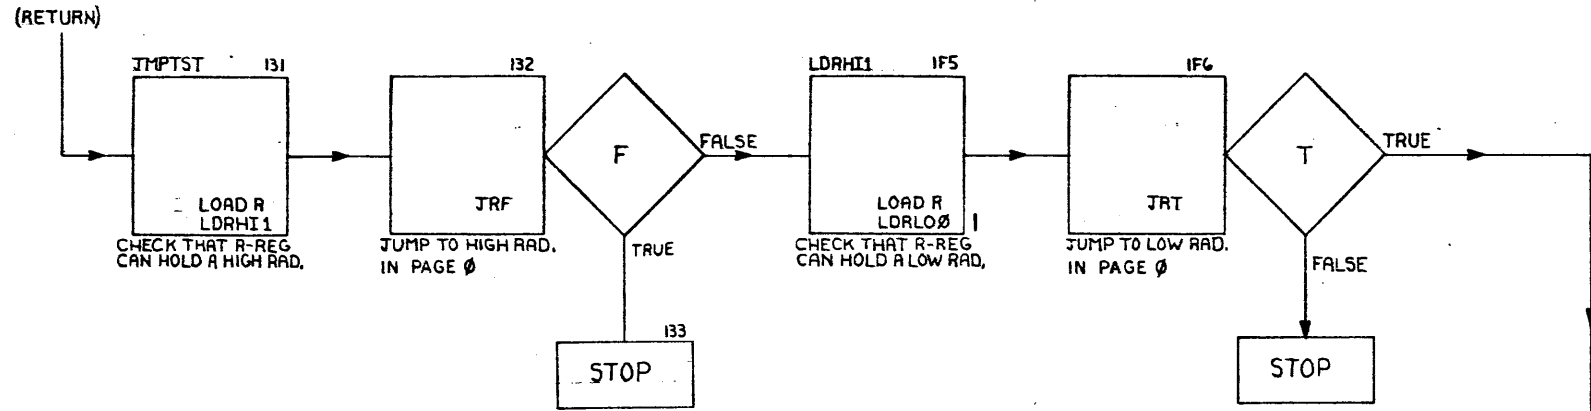 (RETURN)
JMPTST 131
LOAD R
LDRHI1
CHECK THAT R-REG
CAN HOLD A HIGH RAD.
132
JRF
JUMP TO HIGH RAD.
IN PAGE Ø
F
FALSE
TRUE
133
STOP
LDRHI1 1F5
LOAD R
LDRLOØ
CHECK THAT R-REG
CAN HOLD A LOW RAD.
1F6
JRT
JUMP TO LOW RAD.
IN PAGE Ø
T
TRUE
FALSE
STOP